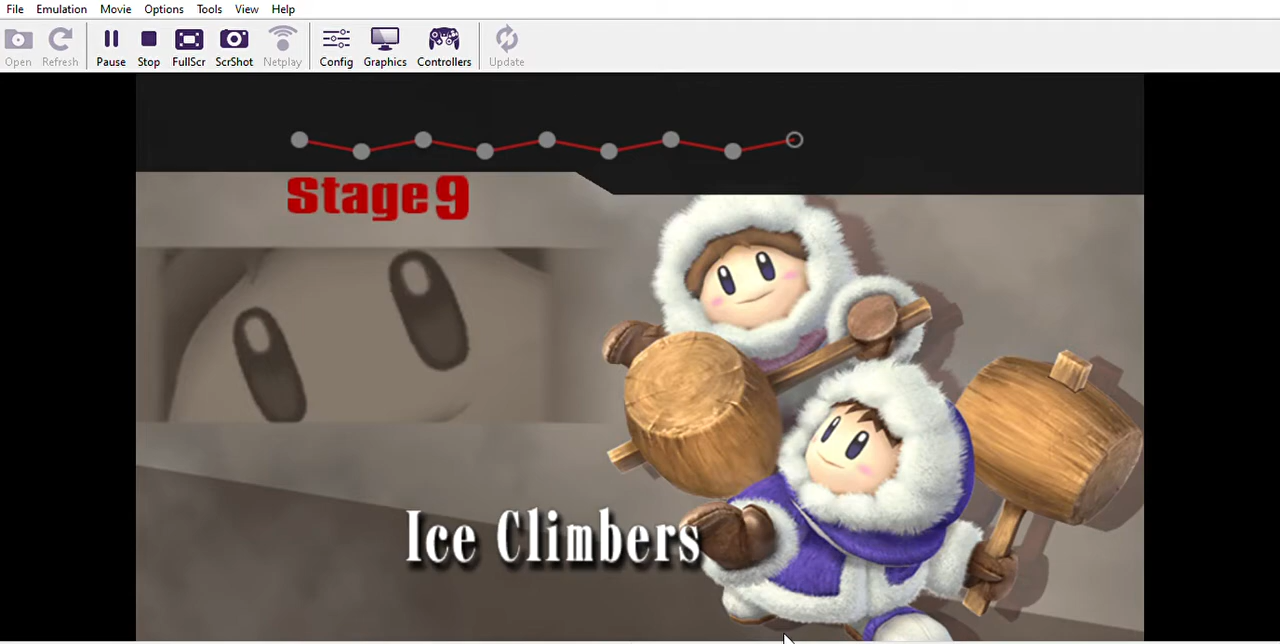 File Emulation Movie Options Tools View Help
Open Refresh Pause Stop FullScr ScrShot Netplay Config Graphics Controllers Update
Stage 9
Ice Climbers